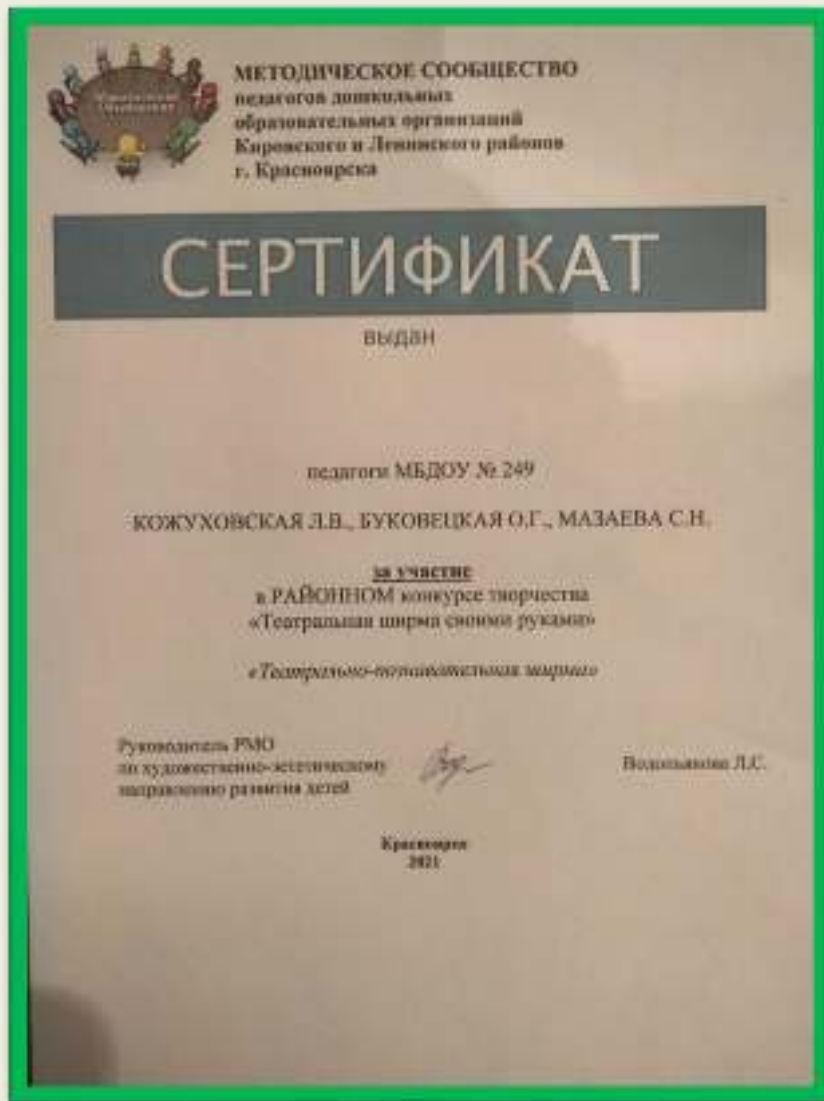 МЕТОДИЧЕСКОЕ СООБЩЕСТВО
педагогов дошкольных
образовательных организаций
Кировского и Ленинского районов
г. Красноярска
СЕРТИФИКАТ
выдан
педагоги МБДОУ № 249
КОЖУХОВСКАЯ Л.В., БУКОВЕЦКАЯ О.Г., МАЗАЕВА С.Н.
за участие
в РАЙОННОМ конкурсе творчества
«Театральная ширма своими руками»
«Театрально-познавательная ширма»
Руководитель РМО
по художественно-эстетическому
направлению развития детей
Водопьянова Л.С.
Красноярск
2021